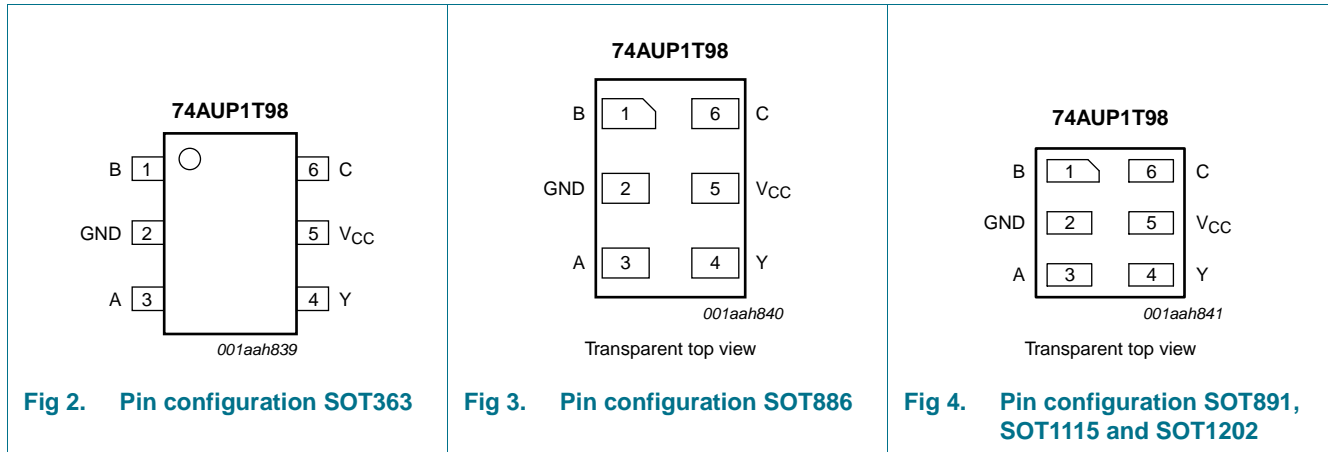 74AUP1T98
B 1 6 C
GND 2 5 VCC
A 3 4 Y
001aah839
Fig 2. Pin configuration SOT363
74AUP1T98
B 1 6 C
GND 2 5 VCC
A 3 4 Y
001aah840
Transparent top view
Fig 3. Pin configuration SOT886
74AUP1T98
B 1 6 C
GND 2 5 VCC
A 3 4 Y
001aah841
Transparent top view
Fig 4. Pin configuration SOT891,
SOT1115 and SOT1202